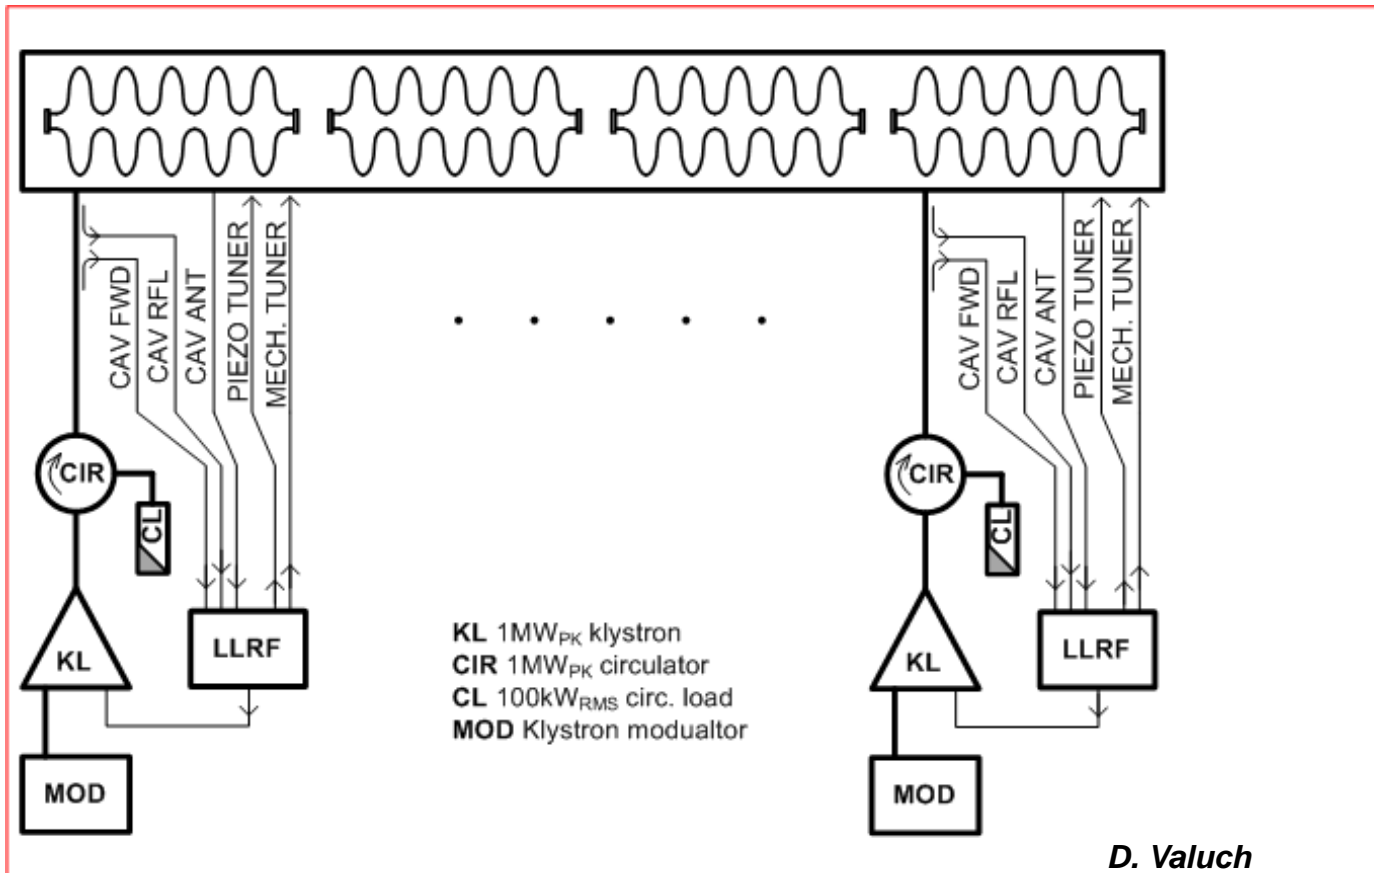 CAV FWD
CAV RFL
CAV ANT
PIEZO TUNER
MECH. TUNER
CAV FWD
CAV RFL
CAV ANT
PIEZO TUNER
MECH. TUNER
CIR
CL
CIR
CL
KL
LLRF
KL 1MWPK klystron
CIR 1MWPK circulator
CL 100kWRMS circ. load
MOD Klystron modualtor
KL
LLRF
MOD
MOD
D. Valuch